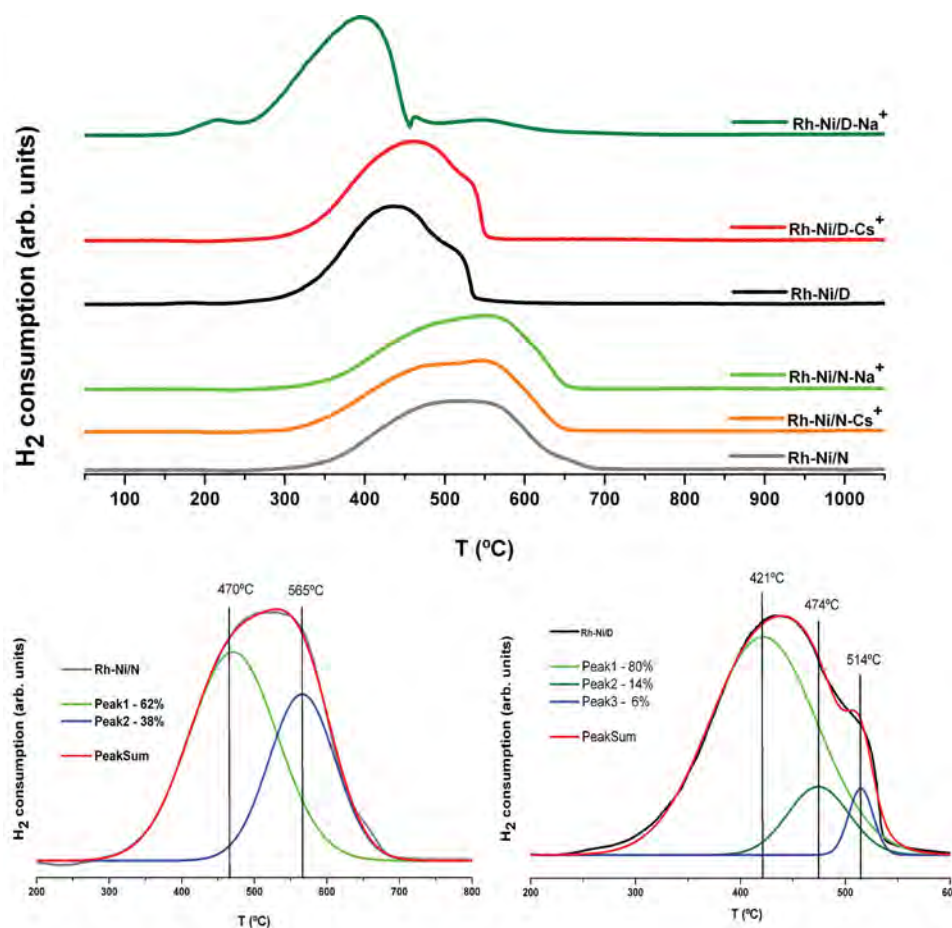 H2 consumption (arb. units)
Rh-Ni/D-Na+
Rh-Ni/D-Cs+
Rh-Ni/D
Rh-Ni/N-Na+
Rh-Ni/N-Cs+
Rh-Ni/N
100 200 300 400 500 600 700 800 900 1000
T (ºC)
470ºC 565ºC
H2 consumption (arb. units)
Rh-Ni/N
Peak1 - 62%
Peak2 - 38%
PeakSum
200 300 400 500 600 700 800
T (ºC)
421ºC
474ºC
514ºC
H2 consumption (arb. units)
Rh-Ni/D
Peak1 - 80%
Peak2 - 14%
Peak3 - 6%
PeakSum
200 300 400 500 600
T (ºC)